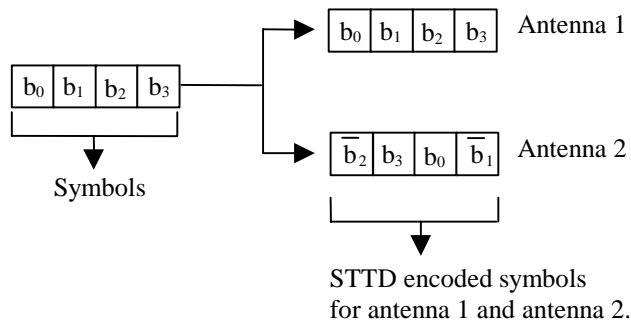 b₀ b₁ b₂ b₃ Antenna 1
b₀ b₁ b₂ b₃
b̅₂ b₃ b₀ b̅₁ Antenna 2
Symbols
STTD encoded symbols
for antenna 1 and antenna 2.